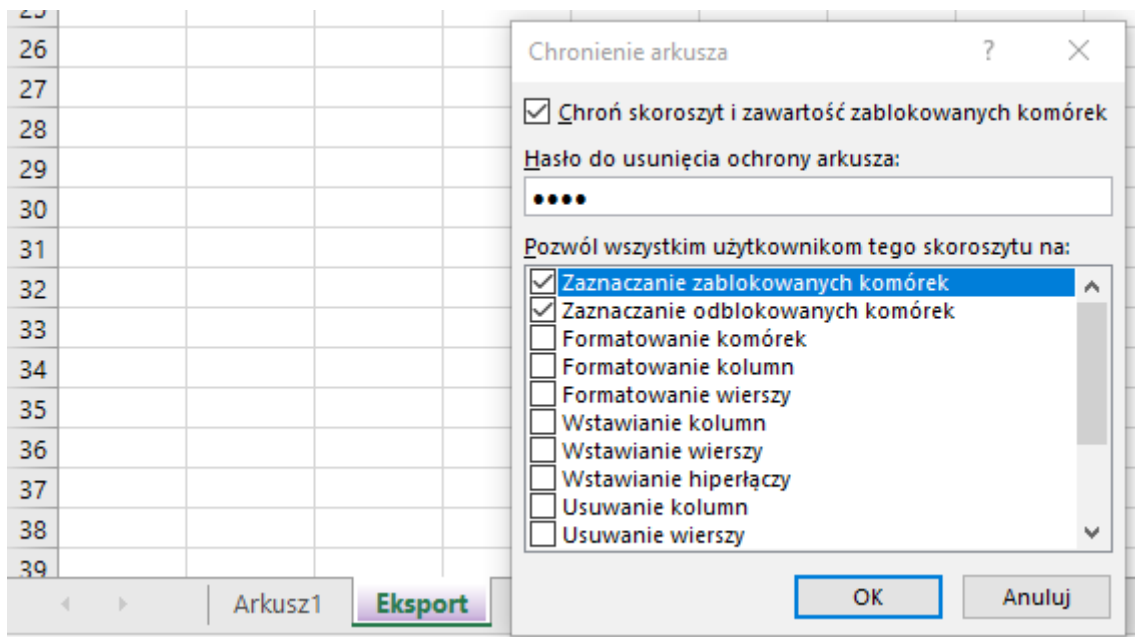 25
26
27
28
29
30
31
32
33
34
35
36
37
38
39
Arkusz1 Eksport
Chronienie arkusza ?
Chroń skoroszyt i zawartość zablokowanych komórek
Hasło do usunięcia ochrony arkusza:
••••
Pozwól wszystkim użytkownikom tego skoroszytu na:
Zaznaczanie zablokowanych komórek
Zaznaczanie odblokowanych komórek
Formatowanie komórek
Formatowanie kolumn
Formatowanie wierszy
Wstawianie kolumn
Wstawianie wierszy
Wstawianie hiperłączy
Usuwanie kolumn
Usuwanie wierszy
OK Anuluj